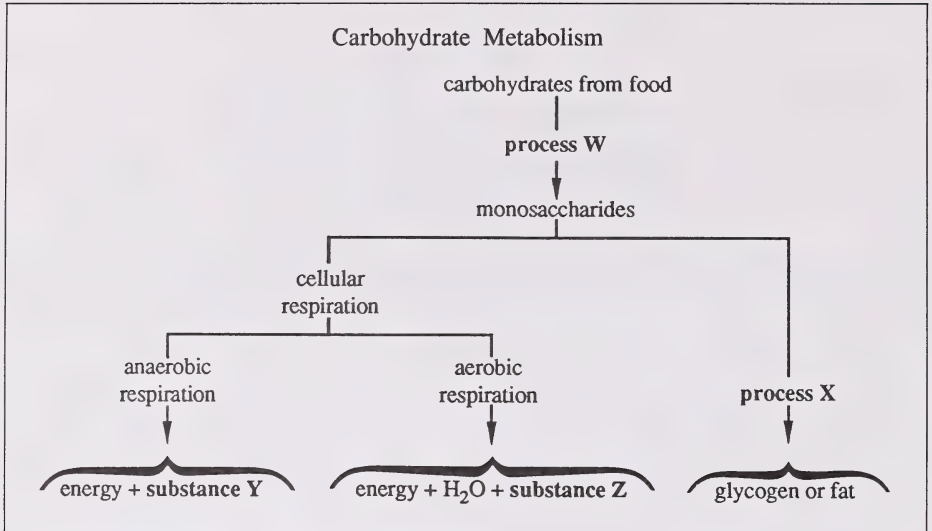 Carbohydrate Metabolism
carbohydrates from food
process W
monosaccharides
cellular
respiration
anaerobic
respiration
aerobic
respiration
process X
energy + substance Y
energy + H₂O + substance Z
glycogen or fat